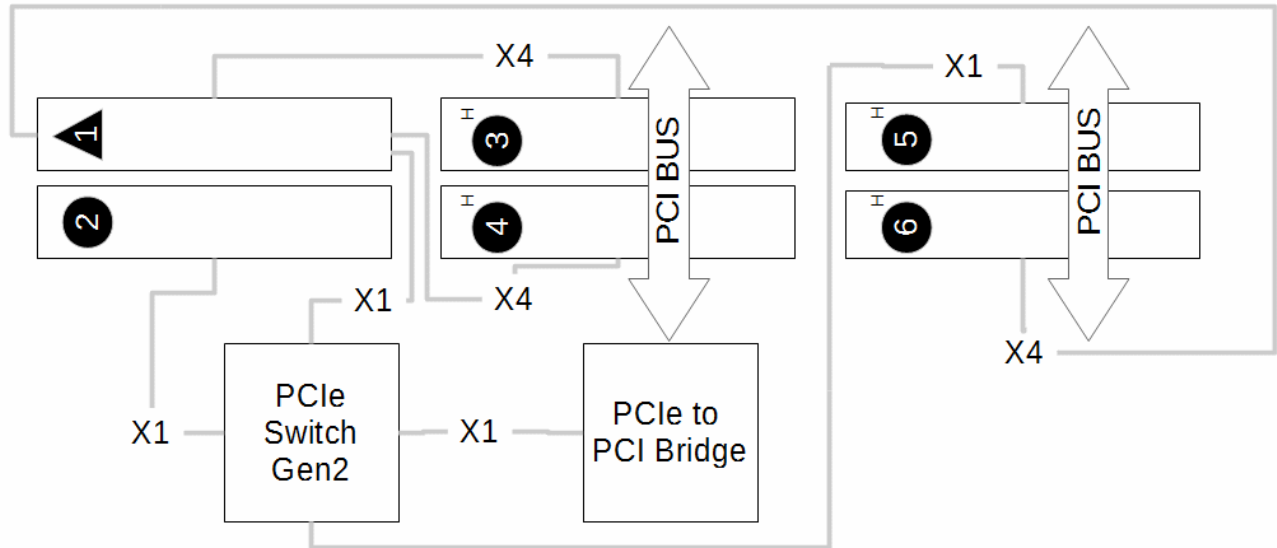 X4
X1
1
H
3
PCI BUS
H
5
PCI BUS
2
H
4
H
6
X1
X4
X4
PCIe
Switch
Gen2
PCIe to
PCI Bridge
X1
X1